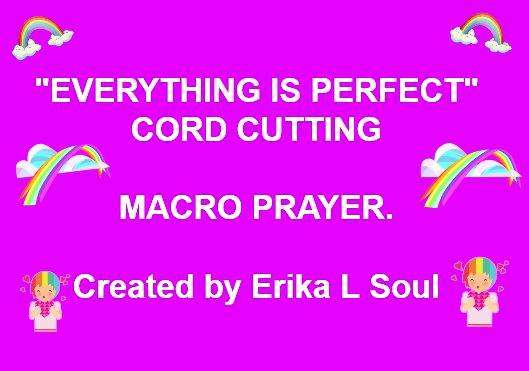 "EVERYTHING IS PERFECT"
CORD CUTTING
MACRO PRAYER.
Created by Erika L Soul